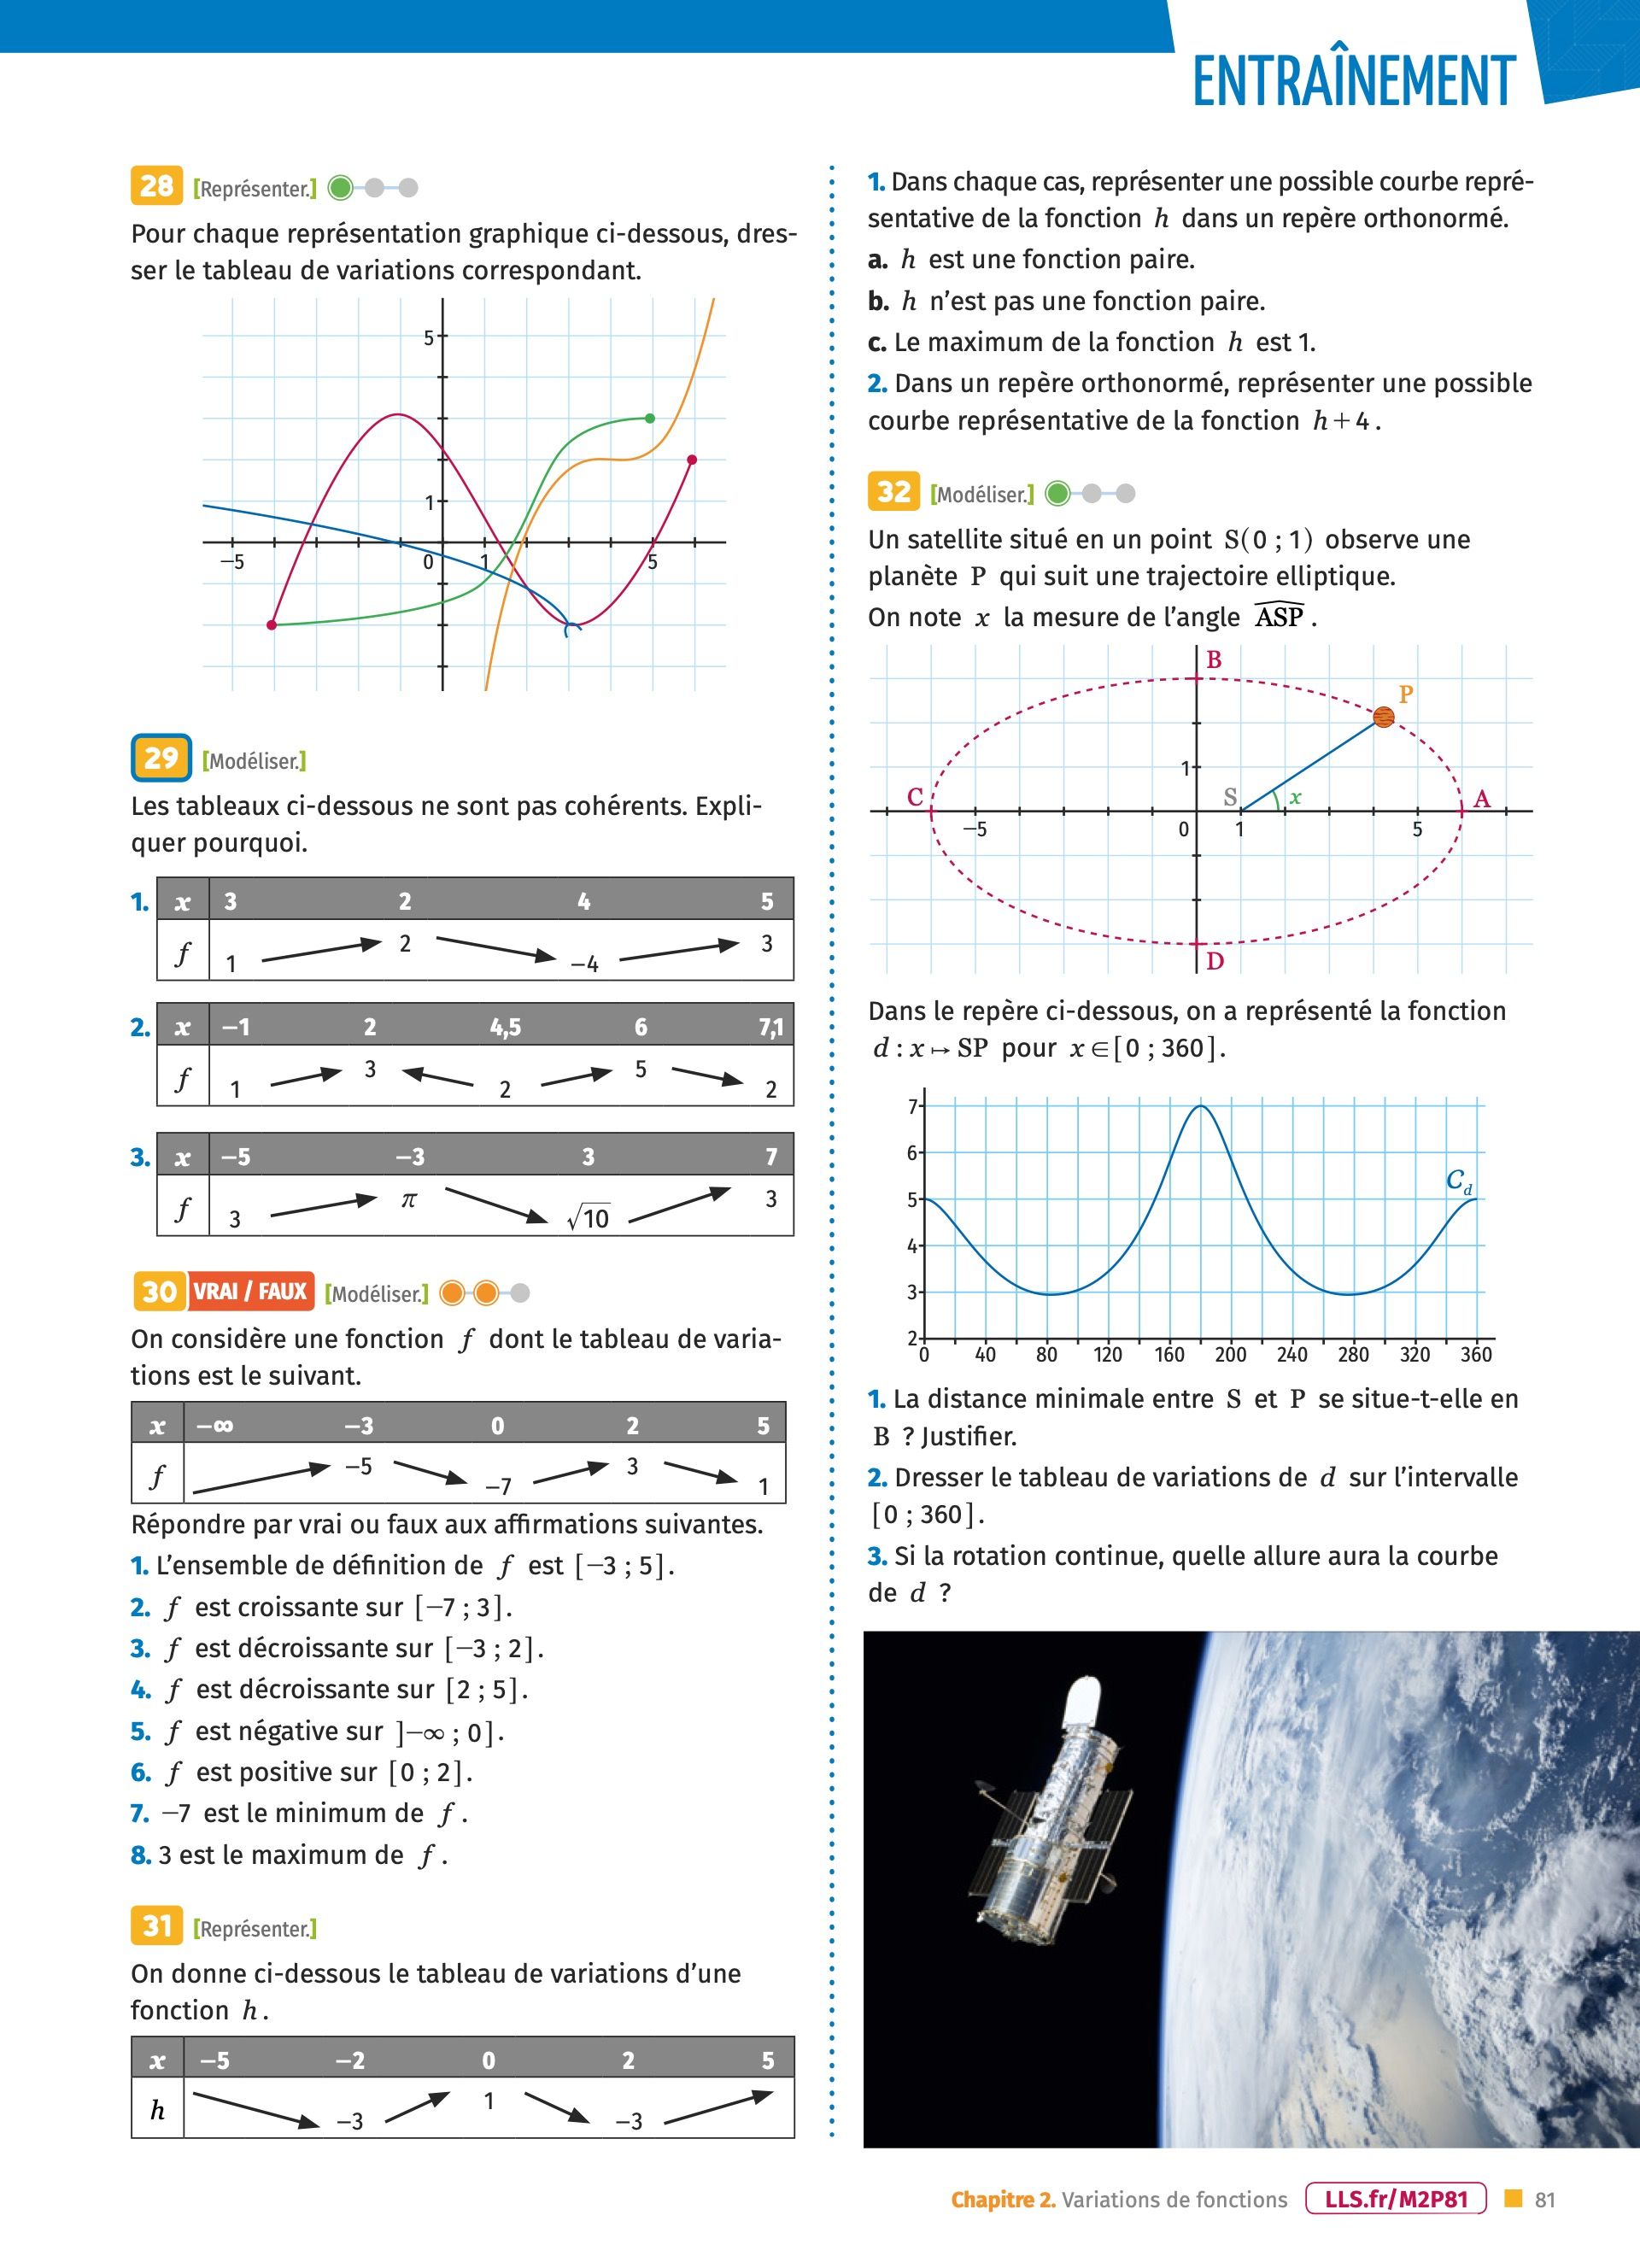 ENTRAÎNEMENT
28 [Représenter.]
Pour chaque représentation graphique ci-dessous, dres-
ser le tableau de variations correspondant.
5
1
−5
0
1
5
29 [Modéliser.]
Les tableaux ci-dessous ne sont pas cohérents. Expli-
quer pourquoi.
1. x 3 2 4 5
f 1 2 −4 3
2. x −1 2 4,5 6 7,1
f 1 3 2 5 2
3. x −5 −3 3 7
f 3 π √10 3
30 VRAI / FAUX [Modéliser.]
On considère une fonction f dont le tableau de varia-
tions est le suivant.
x −∞ −3 0 2 5
f −5 −7 3 1
Répondre par vrai ou faux aux affirmations suivantes.
1. L’ensemble de définition de f est [−3 ; 5].
2. f est croissante sur [−7 ; 3].
3. f est décroissante sur [−3 ; 2].
4. f est décroissante sur [2 ; 5].
5. f est négative sur ]−∞ ; 0].
6. f est positive sur [0 ; 2].
7. −7 est le minimum de f.
8. 3 est le maximum de f.
31 [Représenter.]
On donne ci-dessous le tableau de variations d’une
fonction h.
x −5 −2 0 2 5
h −3 1 −3
1. Dans chaque cas, représenter une possible courbe repré-
sentative de la fonction h dans un repère orthonormé.
a. h est une fonction paire.
b. h n’est pas une fonction paire.
c. Le maximum de la fonction h est 1.
2. Dans un repère orthonormé, représenter une possible
courbe représentative de la fonction h + 4.
32 [Modéliser.]
Un satellite situé en un point S(0 ; 1) observe une
planète P qui suit une trajectoire elliptique.
On note x la mesure de l’angle ASP.
B
P
1
C S x A
−5 0 1 5
D
Dans le repère ci-dessous, on a représenté la fonction
d : x ↦ SP pour x ∈ [0 ; 360].
7
6
5 C_d
4
3
2
0 40 80 120 160 200 240 280 320 360
1. La distance minimale entre S et P se situe-t-elle en
B ? Justifier.
2. Dresser le tableau de variations de d sur l’intervalle
[0 ; 360].
3. Si la rotation continue, quelle allure aura la courbe
de d ?
Chapitre 2. Variations de fonctions LLS.fr/M2P81 81